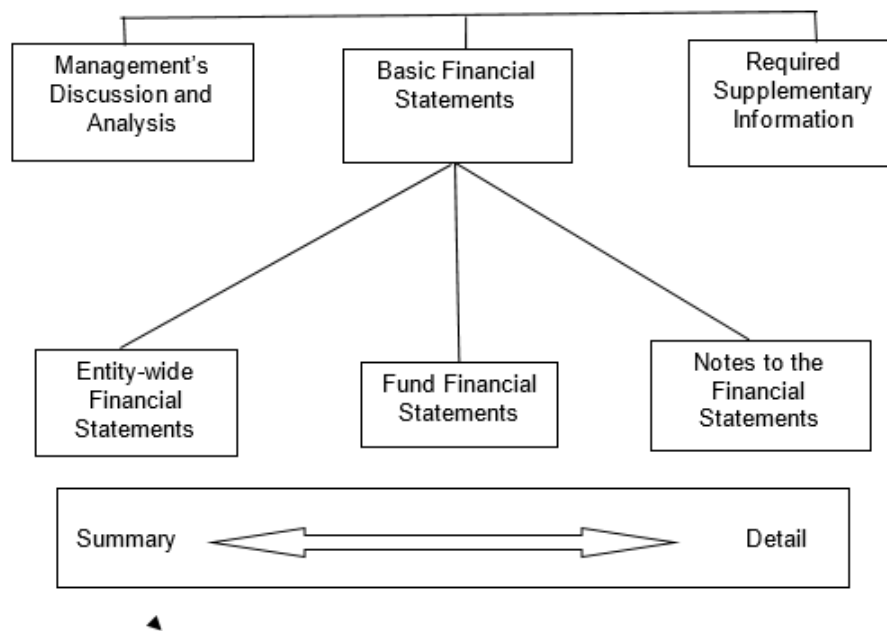 Management's
Discussion and
Analysis
Basic Financial
Statements
Required
Supplementary
Information
Entity-wide
Financial
Statements
Fund Financial
Statements
Notes to the
Financial
Statements
Summary
Detail